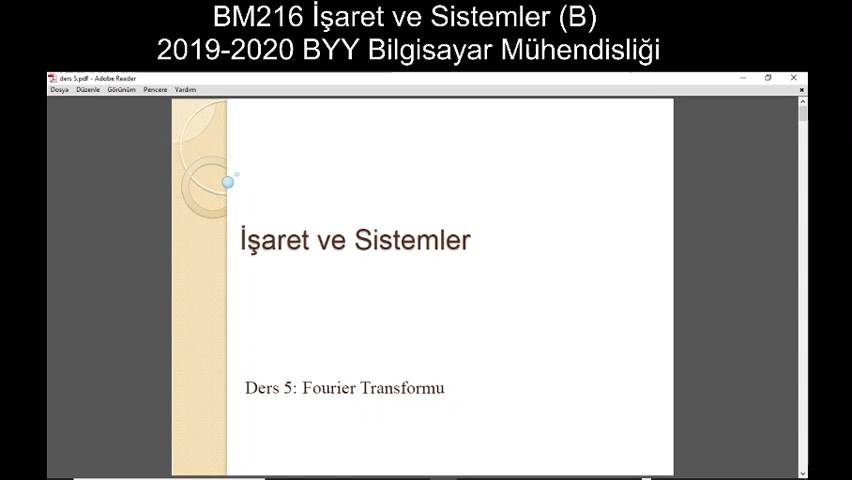 BM216 İşaret ve Sistemler (B)
2019-2020 BYY Bilgisayar Mühendisliği
ders 5.pdf - Adobe Reader
Dosya Düzenle Görünüm Pencere Yardım
İşaret ve Sistemler
Ders 5: Fourier Transformu